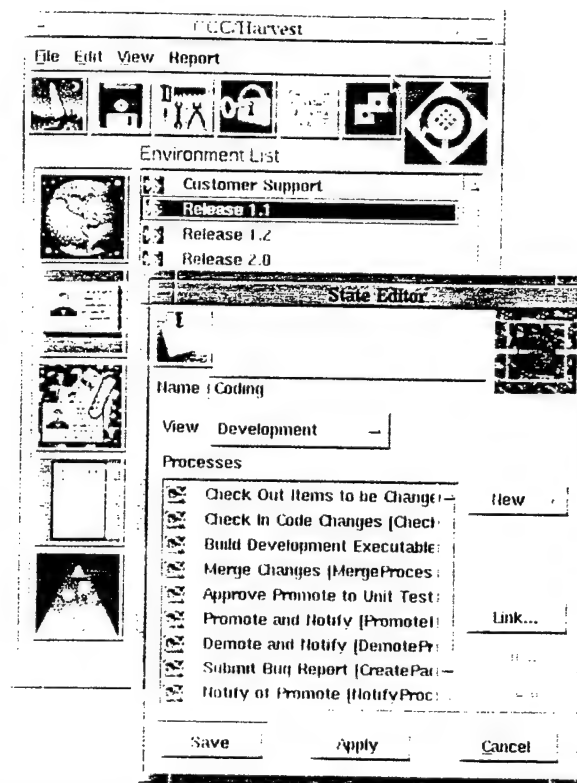 CCC/Harvest
File Edit View Report
Environment List
Customer Support
Release 1.1
Release 1.2
Release 2.0
State Editor
Name Coding
View Development
Processes
Check Out Items to be Change
Check In Code Changes (Check
Build Development Executable
Merge Changes (MergeProces
Approve Promote to Unit Test
Promote and Notify (PromoteI
Demote and Notify (DemotePr
Submit Bug Report (CreatePac
Notify of Promote (NotifyProc
New
Link...
Save Apply Cancel